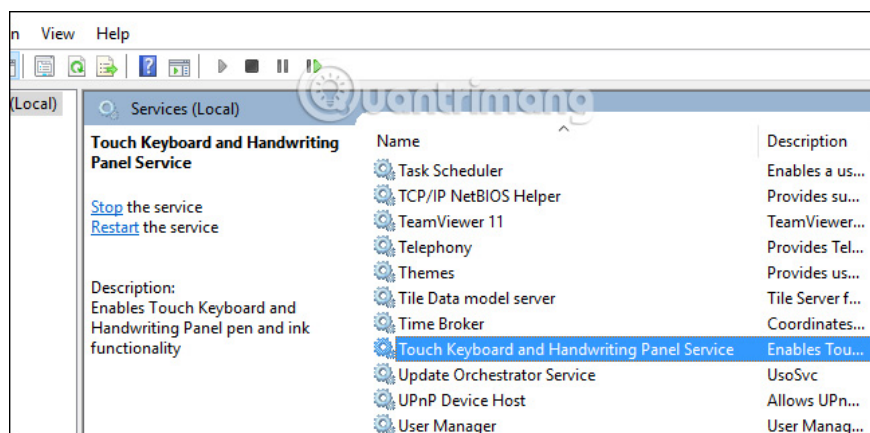 n View Help
(Local)
Services (Local)
Quantrimang
Touch Keyboard and Handwriting
Panel Service
Stop the service
Restart the service
Description:
Enables Touch Keyboard and
Handwriting Panel pen and ink
functionality
Name Description
Task Scheduler Enables a us...
TCP/IP NetBIOS Helper Provides su...
TeamViewer 11 TeamViewer...
Telephony Provides Tel...
Themes Provides us...
Tile Data model server Tile Server f...
Time Broker Coordinates...
Touch Keyboard and Handwriting Panel Service Enables Tou...
Update Orchestrator Service UsoSvc
UPnP Device Host Allows UPn...
User Manager User Manag...